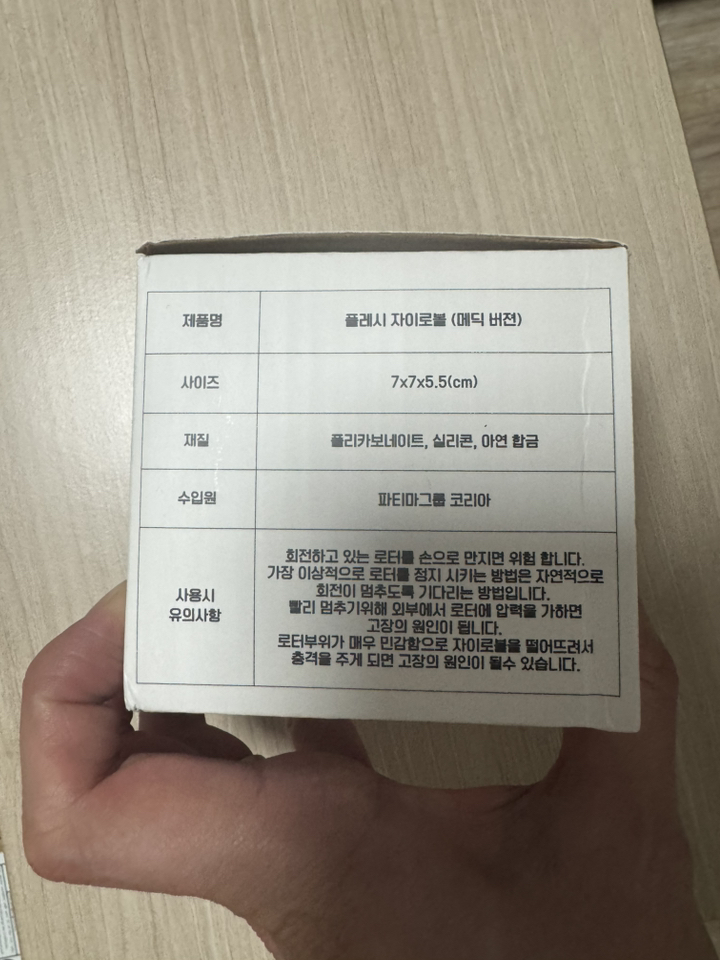 제품명 플레시 자이로볼 (메딕 버젼)
사이즈 7x7x5.5(cm)
재질 폴리카보네이트, 실리콘, 아연 합금
수입원 파티마그룹 코리아
사용시
유의사항
회전하고 있는 로터를 손으로 만지면 위험 합니다.
가장 이상적으로 로터를 정지 시키는 방법은 자연적으로
회전이 멈추도록 기다리는 방법입니다.
빨리 멈추기위해 외부에서 로터에 압력을 가하면
고장의 원인이 됩니다.
로터부위가 매우 민감함으로 자이로볼을 떨어뜨려서
충격을 주게 되면 고장의 원인이 될수 있습니다.